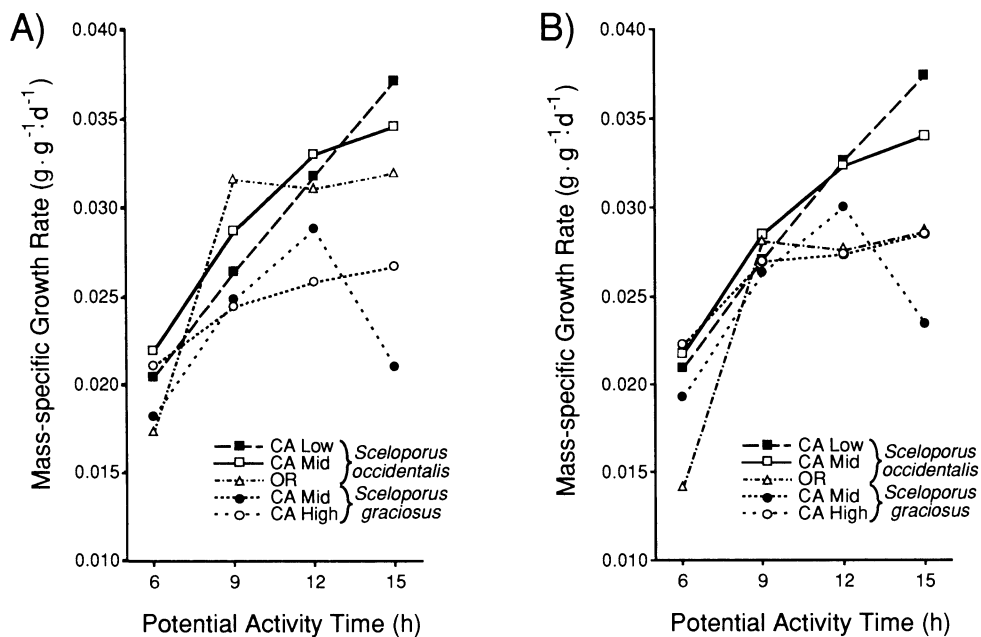 A)
Mass-specific Growth Rate (g · g⁻¹· d⁻¹)
0.040
0.035
0.030
0.025
0.020
0.015
0.010
CA Low
CA Mid
OR
Sceloporus
occidentalis
CA Mid
CA High
Sceloporus
graciosus
6 9 12 15
Potential Activity Time (h)
B)
Mass-specific Growth Rate (g · g⁻¹· d⁻¹)
0.040
0.035
0.030
0.025
0.020
0.015
0.010
CA Low
CA Mid
OR
Sceloporus
occidentalis
CA Mid
CA High
Sceloporus
graciosus
6 9 12 15
Potential Activity Time (h)